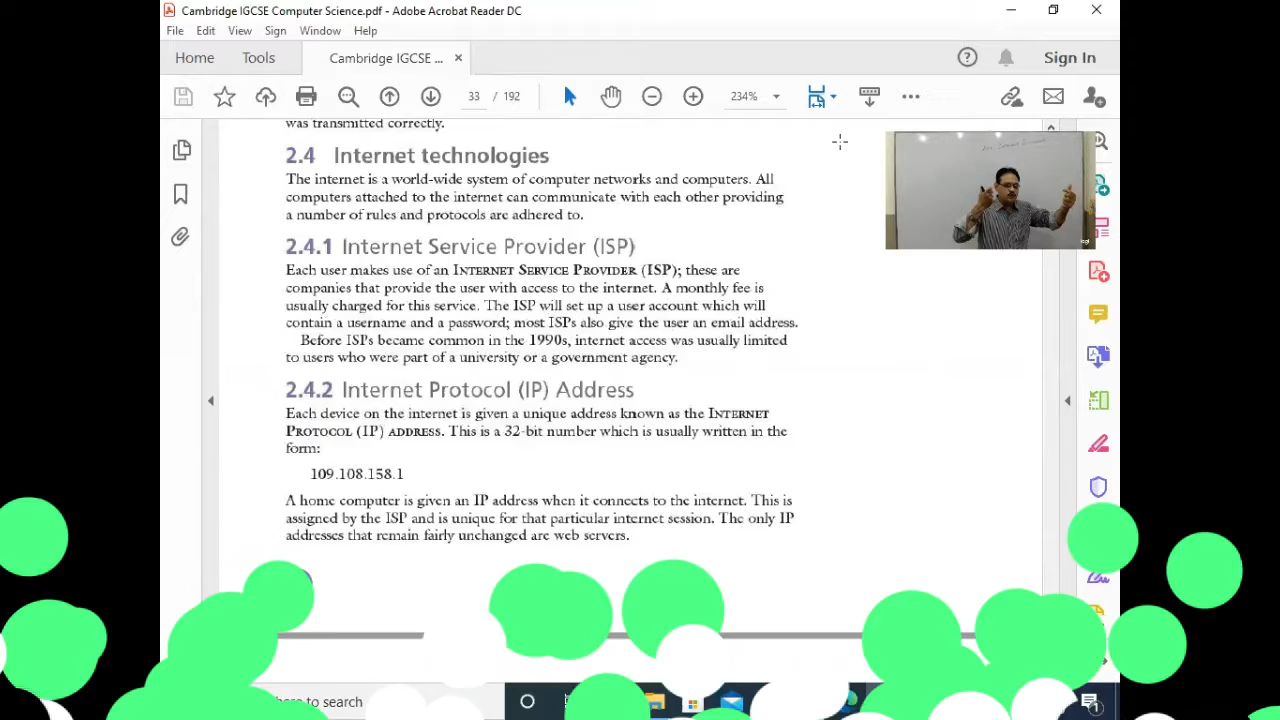 Cambridge IGCSE Computer Science.pdf - Adobe Acrobat Reader DC
File Edit View Sign Window Help
Home Tools Cambridge IGCSE ... Sign In
33 / 192 234%
was transmitted correctly.
2.4 Internet technologies
The internet is a world-wide system of computer networks and computers. All
computers attached to the internet can communicate with each other providing
a number of rules and protocols are adhered to.
2.4.1 Internet Service Provider (ISP)
Each user makes use of an INTERNET SERVICE PROVIDER (ISP); these are
companies that provide the user with access to the internet. A monthly fee is
usually charged for this service. The ISP will set up a user account which will
contain a username and a password; most ISPs also give the user an email address.
Before ISPs became common in the 1990s, internet access was usually limited
to users who were part of a university or a government agency.
2.4.2 Internet Protocol (IP) Address
Each device on the internet is given a unique address known as the INTERNET
PROTOCOL (IP) ADDRESS. This is a 32-bit number which is usually written in the
form:
109.108.158.1
A home computer is given an IP address when it connects to the internet. This is
assigned by the ISP and is unique for that particular internet session. The only IP
addresses that remain fairly unchanged are web servers.
to search
1